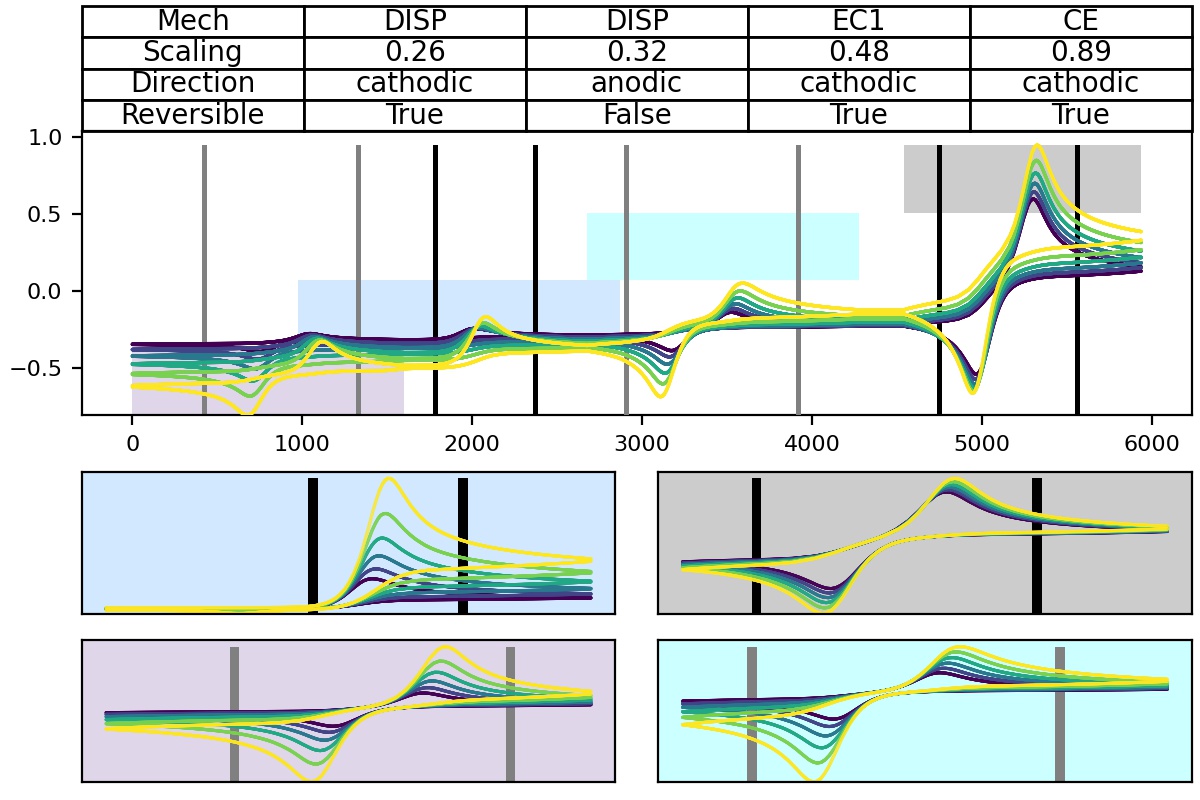 Mech DISP DISP EC1 CE
Scaling 0.26 0.32 0.48 0.89
Direction cathodic anodic cathodic cathodic
Reversible True False True True
1.0
0.5
0.0
−0.5
0 1000 2000 3000 4000 5000 6000